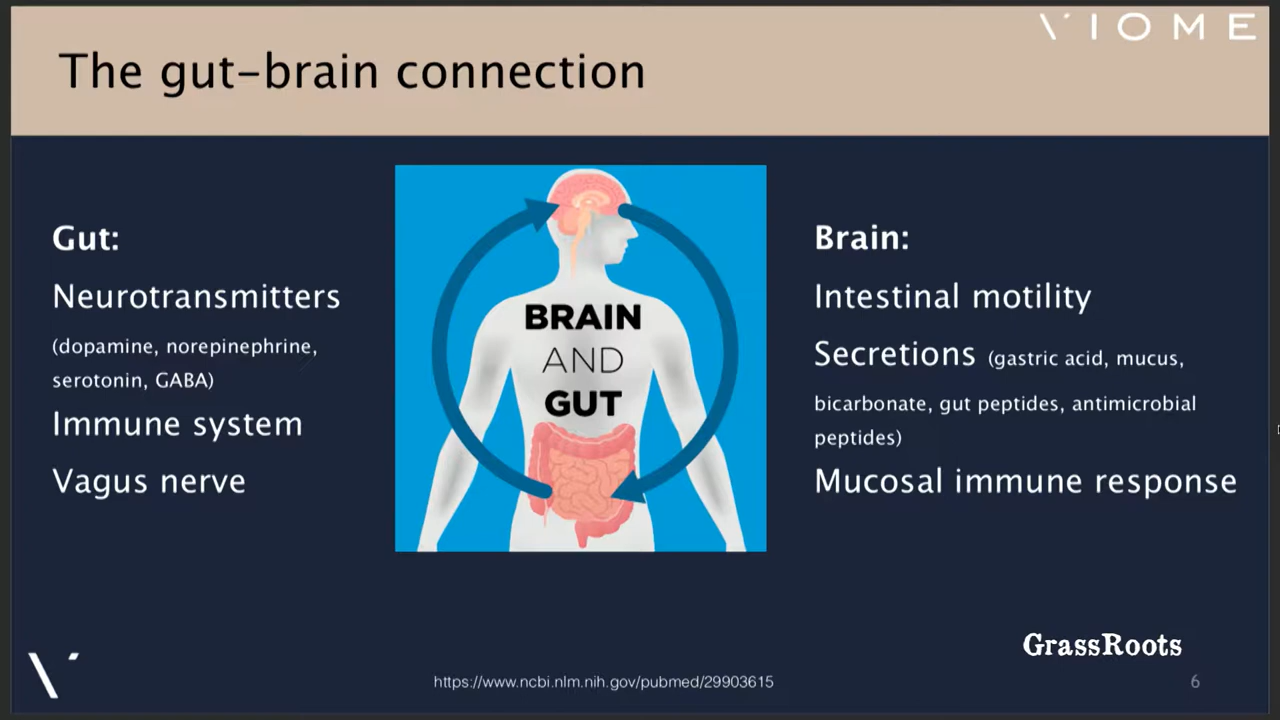 VIOME
The gut–brain connection
Gut:
Neurotransmitters
(dopamine, norepinephrine,
serotonin, GABA)
Immune system
Vagus nerve
BRAIN
AND
GUT
Brain:
Intestinal motility
Secretions (gastric acid, mucus,
bicarbonate, gut peptides, antimicrobial
peptides)
Mucosal immune response
GrassRoots
https://www.ncbi.nlm.nih.gov/pubmed/29903615
6